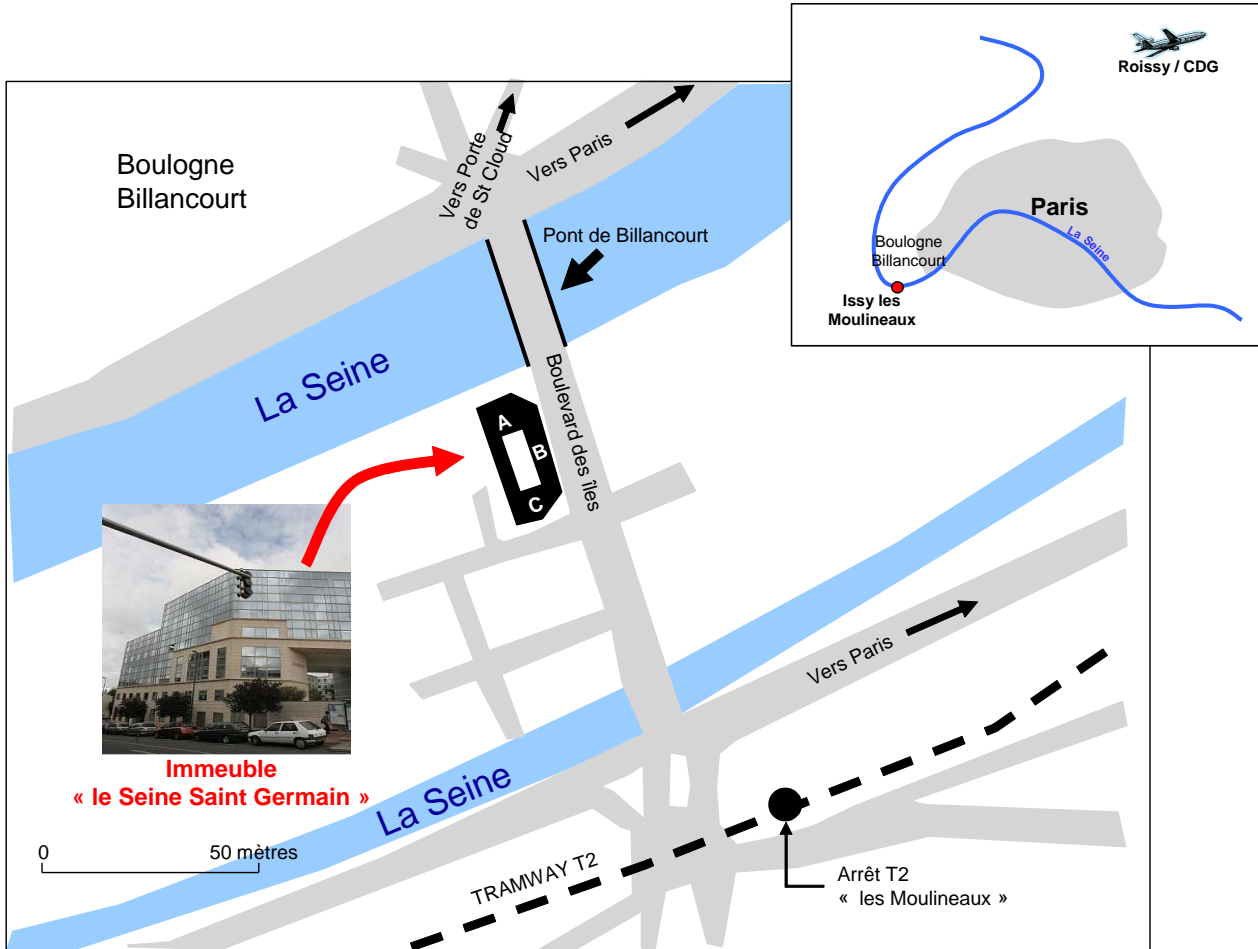 Roissy / CDG
Paris
La Seine
Boulogne
Billancourt
Issy les
Moulineaux
Boulogne
Billancourt
Vers Porte
de St Cloud
Vers Paris
Pont de Billancourt
La Seine
Boulevard des îles
A
B
C
Vers Paris
Immeuble
« le Seine Saint Germain »
La Seine
0 50 mètres
TRAMWAY T2
Arrêt T2
« les Moulineaux »